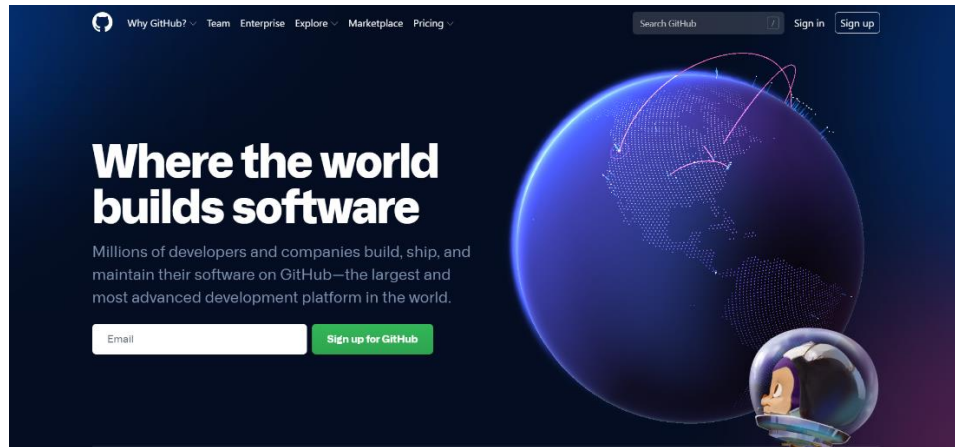 Why GitHub? Team Enterprise Explore Marketplace Pricing Search GitHub / Sign in Sign up
Where the world
builds software
Millions of developers and companies build, ship, and
maintain their software on GitHub—the largest and
most advanced development platform in the world.
Email Sign up for GitHub